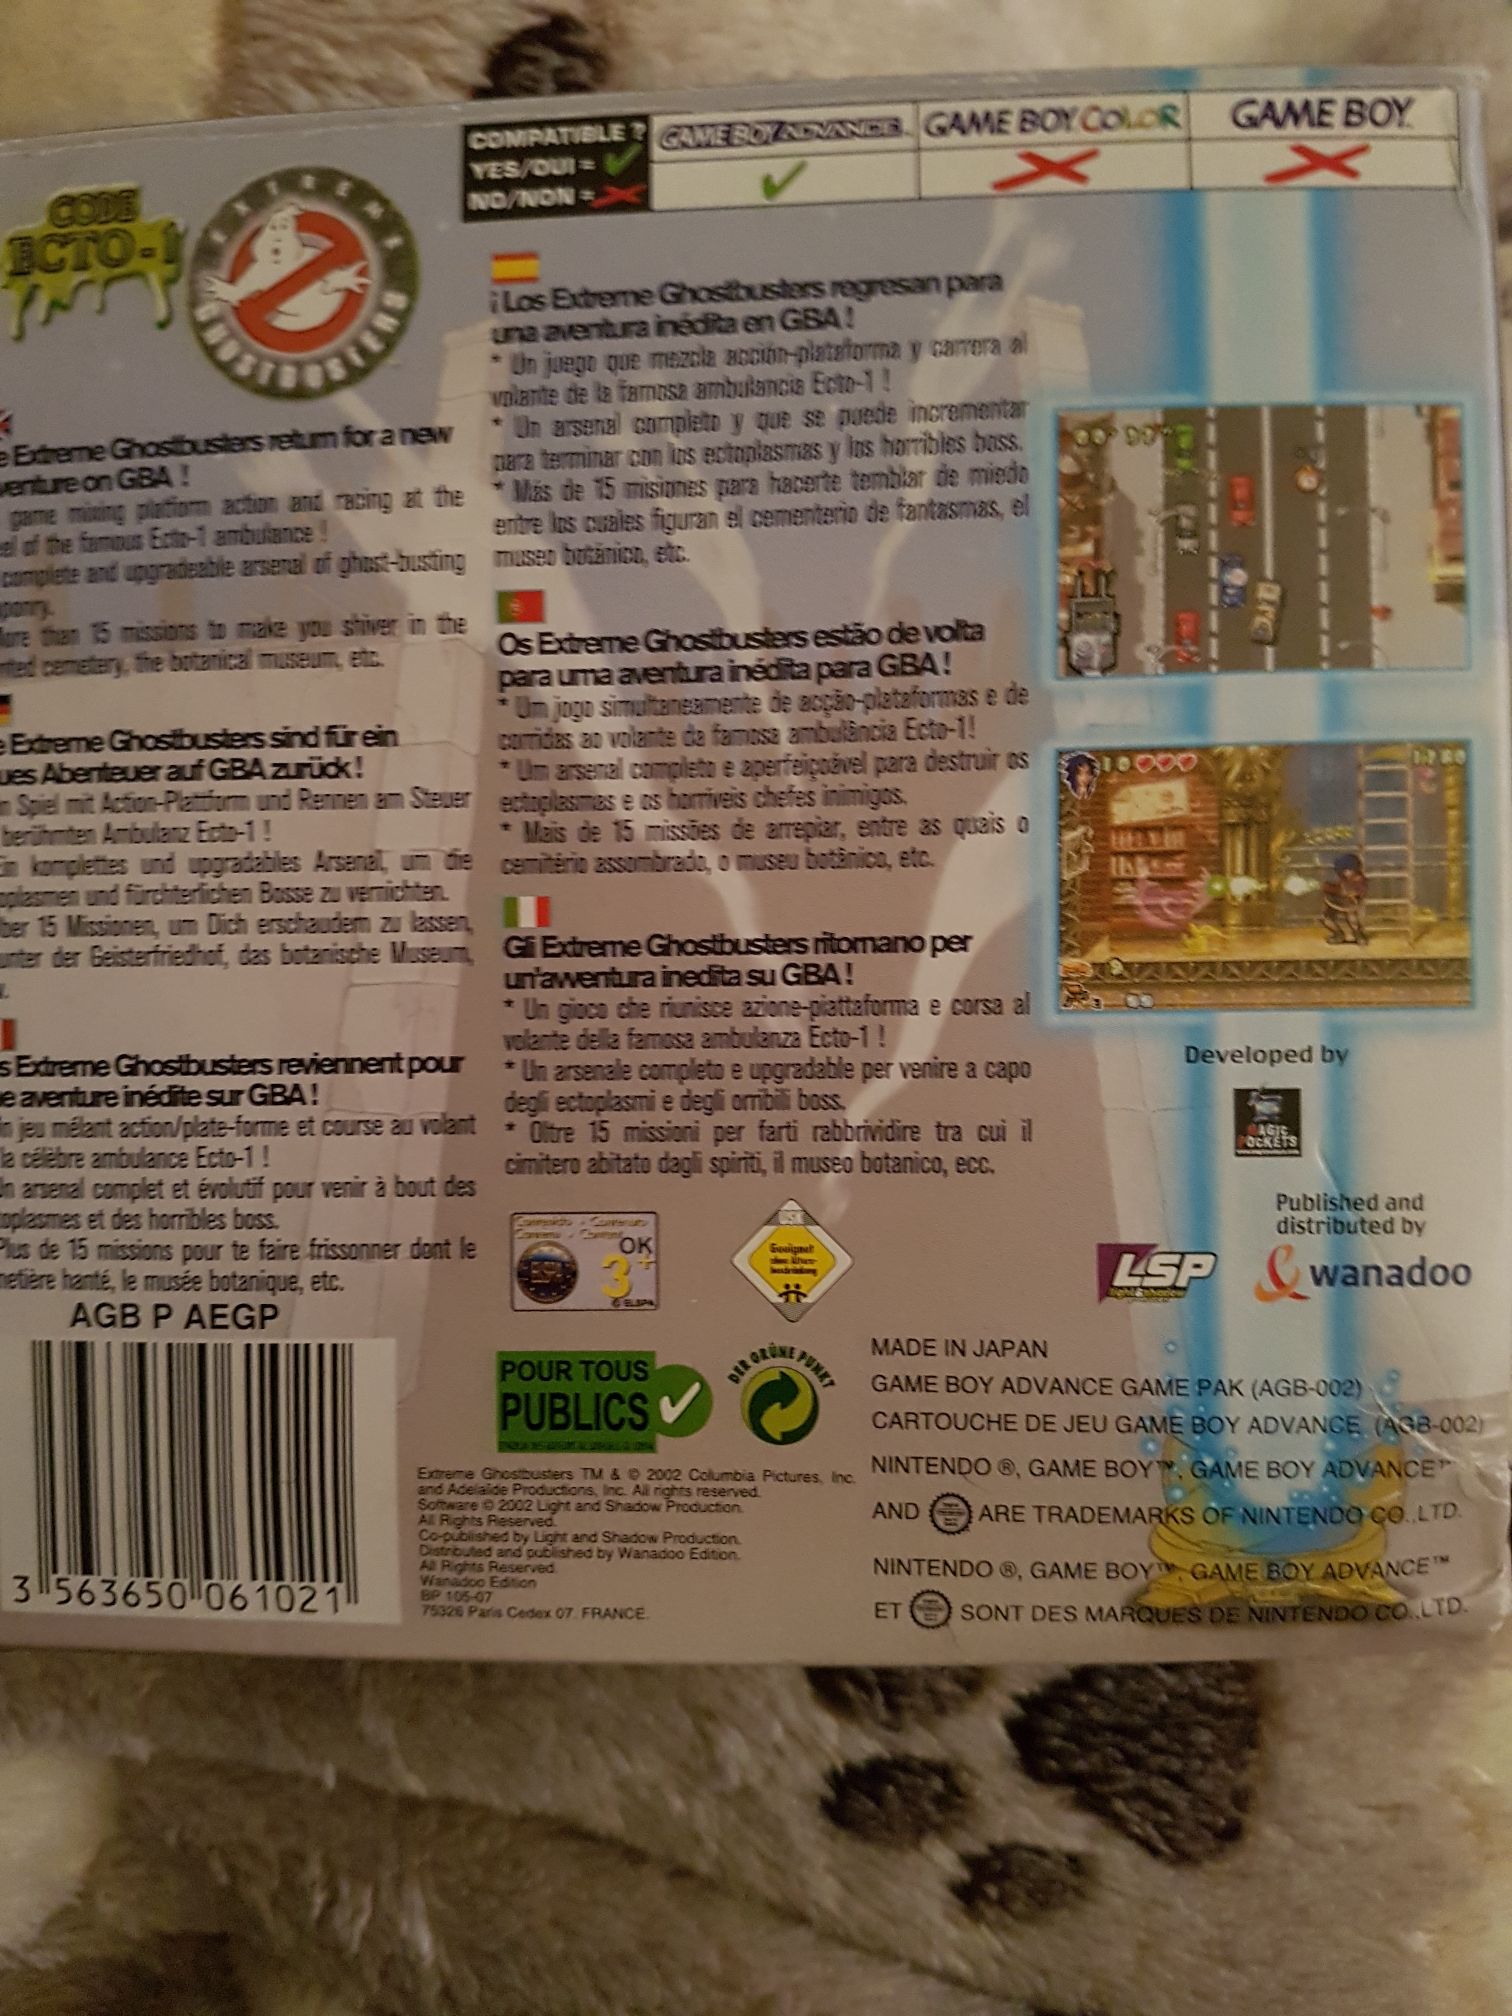 COMPATIBLE ?
YES/OUI =
NO/NON =
GAME BOY ADVANCE
GAME BOY COLOR
GAME BOY
CODE
ECTO-1
EXTREME
GHOSTBUSTERS
Extreme Ghostbusters return for a new
on GBA !
game mixing platform action and racing at the
of the famous Ecto-1 ambulance !
complete and upgradeable arsenal of ghost-busting
than 15 missions to make you shiver in the
cemetery, the botanical museum, etc.
Extreme Ghostbusters sind für ein
Abenteuer auf GBA zurück !
Spiel mit Action-Plattform und Rennen am Steuer
berühmten Ambulanz Ecto-1 !
komplettes und upgradables Arsenal, um die
und fürchterlichen Bosse zu vernichten.
15 Missionen, um Dich erschaudern zu lassen,
der Geisterfriedhof, das botanische Museum,
Extreme Ghostbusters reviennent pour
aventure inédite sur GBA !
jeu mélant action/plate-forme et course au volant
la célèbre ambulance Ecto-1 !
arsenal complet et évolutif pour venir à bout des
et des horribles boss.
Plus de 15 missions pour te faire frissonner dont le
hanté, le musée botanique, etc.
AGB P AEGP
3 563650 061021
¡ Los Extreme Ghostbusters regresan para
una aventura inédita en GBA !
* Un juego que mezcla acción-plataforma y carrera al
volante de la famosa ambulancia Ecto-1 !
* Un arsenal completo y que se puede incrementar
para terminar con los ectoplasmas y los horribles boss.
* Más de 15 misiones para hacerte temblar de miedo
entre los cuales figuran el cementerio de fantasmas, el
museo botánico, etc.
Os Extreme Ghostbusters estão de volta
para uma aventura inédita para GBA !
* Um jogo simultaneamente de acção-plataformas e de
corridas ao volante da famosa ambulância Ecto-1!
* Um arsenal completo e aperfeiçoável para destruir os
ectoplasmas e os horríveis chefes inimigos.
* Mais de 15 missões de arrepiar, entre as quais o
cemitério assombrado, o museu botânico, etc.
Gli Extreme Ghostbusters ritornano per
un'avventura inedita su GBA !
* Un gioco che riunisce azione-piattaforma e corsa al
volante della famosa ambulanza Ecto-1 !
* Un arsenale completo e upgradable per venire a capo
degli ectoplasmi e degli orribili boss.
* Oltre 15 missioni per farti rabbrividire tra cui il
cimitero abitato dagli spiriti, il museo botanico, ecc.
OK
3+
© ELSPA
USK
Geeignet
ohne Alters-
beschränkung
POUR TOUS
PUBLICS
DER GRÜNE PUNKT
Extreme Ghostbusters TM & © 2002 Columbia Pictures, Inc.
and Adelaide Productions, Inc. All rights reserved.
Software © 2002 Light and Shadow Production.
All Rights Reserved.
Co-published by Light and Shadow Production.
Distributed and published by Wanadoo Edition.
All Rights Reserved
Wanadoo Edition
BP 105-07
75326 Paris Cedex 07. FRANCE.
Developed by
MAGIC
POCKETS
Published and
distributed by
LSP
wanadoo
MADE IN JAPAN
GAME BOY ADVANCE GAME PAK (AGB-002)
CARTOUCHE DE JEU GAME BOY ADVANCE (AGB-002)
NINTENDO ®, GAME BOY™, GAME BOY ADVANCE™
AND ARE TRADEMARKS OF NINTENDO CO.,LTD.
NINTENDO ®, GAME BOY™, GAME BOY ADVANCE™
ET SONT DES MARQUES DE NINTENDO CO.,LTD.